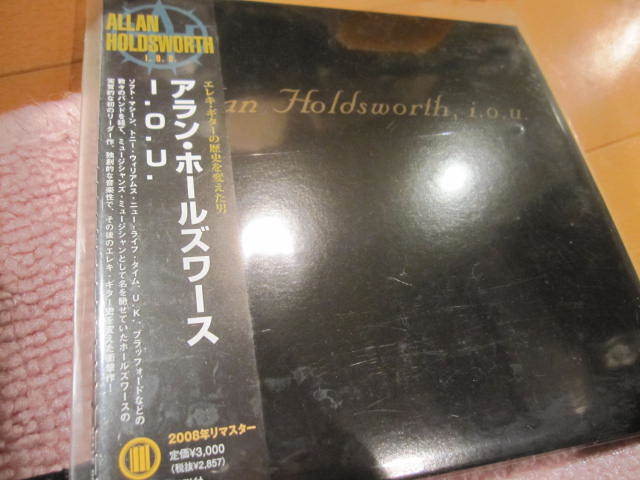 ALLAN
HOLDSWORTH
I.O.U.
アラン・ホールズワース
I.O.U.
エレキ・ギターの歴史を変えた男
an Holdsworth, i.o.u.
ソフト・マシーン、トニー・ウィリアムス・ニュー・ライフ・タイム、U.K.、ブラッフォードなどの
数々のバンドを経て、ミュージシャンズ・ミュージシャンとして名を馳せていたホールズワースの
実質的な初のリーダー作。独創的な音楽性で、その後のエレキ・ギター史を変えた衝撃作!
2008年リマスター
定価¥3,000
(税抜¥2,857)